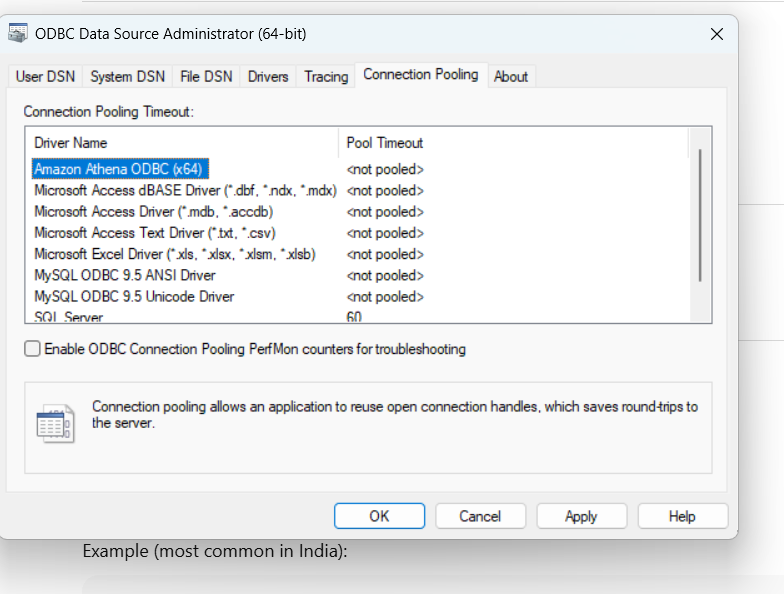 ODBC Data Source Administrator (64-bit)
User DSN System DSN File DSN Drivers Tracing Connection Pooling About
Connection Pooling Timeout:
Driver Name Pool Timeout
Amazon Athena ODBC (x64) <not pooled>
Microsoft Access dBASE Driver (*.dbf, *.ndx, *.mdx) <not pooled>
Microsoft Access Driver (*.mdb, *.accdb) <not pooled>
Microsoft Access Text Driver (*.txt, *.csv) <not pooled>
Microsoft Excel Driver (*.xls, *.xlsx, *.xlsm, *.xlsb) <not pooled>
MySQL ODBC 9.5 ANSI Driver <not pooled>
MySQL ODBC 9.5 Unicode Driver <not pooled>
SQL Server 60
Enable ODBC Connection Pooling PerfMon counters for troubleshooting
Connection pooling allows an application to reuse open connection handles, which saves round-trips to
the server.
OK Cancel Apply Help
Example (most common in India):